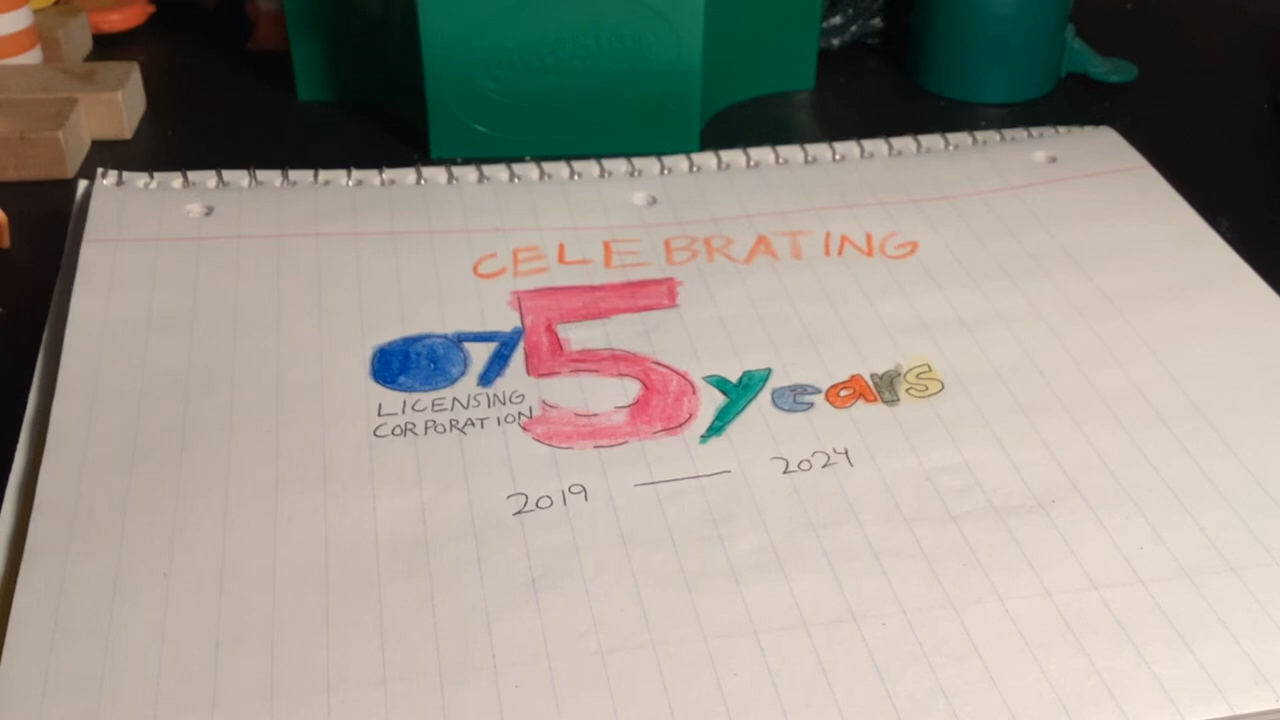 CELEBRATING
07 5 years
LICENSING
CORPORATION
2019 — 2024